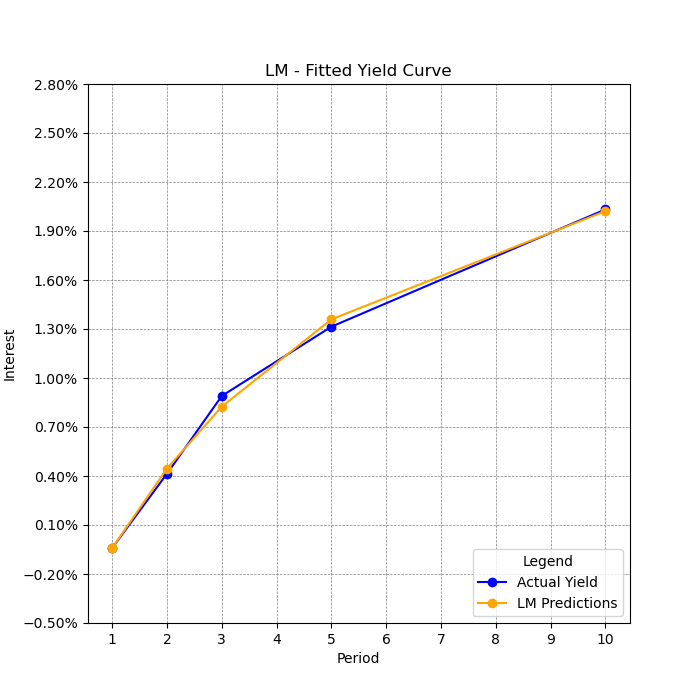 LM - Fitted Yield Curve
2.80%
2.50%
2.20%
1.90%
1.60%
1.30%
1.00%
0.70%
0.40%
0.10%
−0.20%
−0.50%
Interest
1 2 3 4 5 6 7 8 9 10
Period
Legend
Actual Yield
LM Predictions